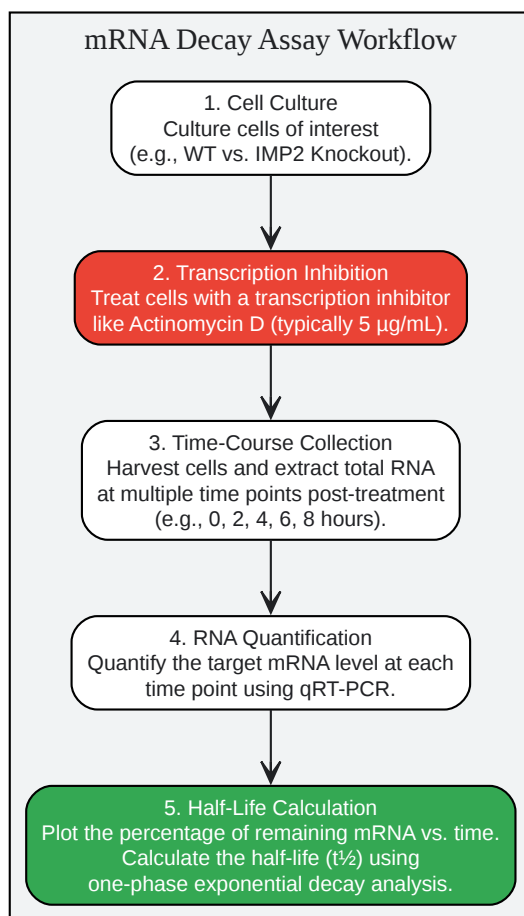 mRNA Decay Assay Workflow
1. Cell Culture
Culture cells of interest
(e.g., WT vs. IMP2 Knockout).
2. Transcription Inhibition
Treat cells with a transcription inhibitor
like Actinomycin D (typically 5 µg/mL).
3. Time-Course Collection
Harvest cells and extract total RNA
at multiple time points post-treatment
(e.g., 0, 2, 4, 6, 8 hours).
4. RNA Quantification
Quantify the target mRNA level at each
time point using qRT-PCR.
5. Half-Life Calculation
Plot the percentage of remaining mRNA vs. time.
Calculate the half-life (t½) using
one-phase exponential decay analysis.